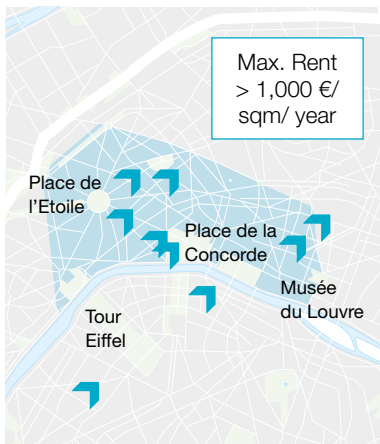 Max. Rent
> 1,000 €/
sqm/ year
Place de
l'Etoile
Place de la
Concorde
Musée
du Louvre
Tour
Eiffel